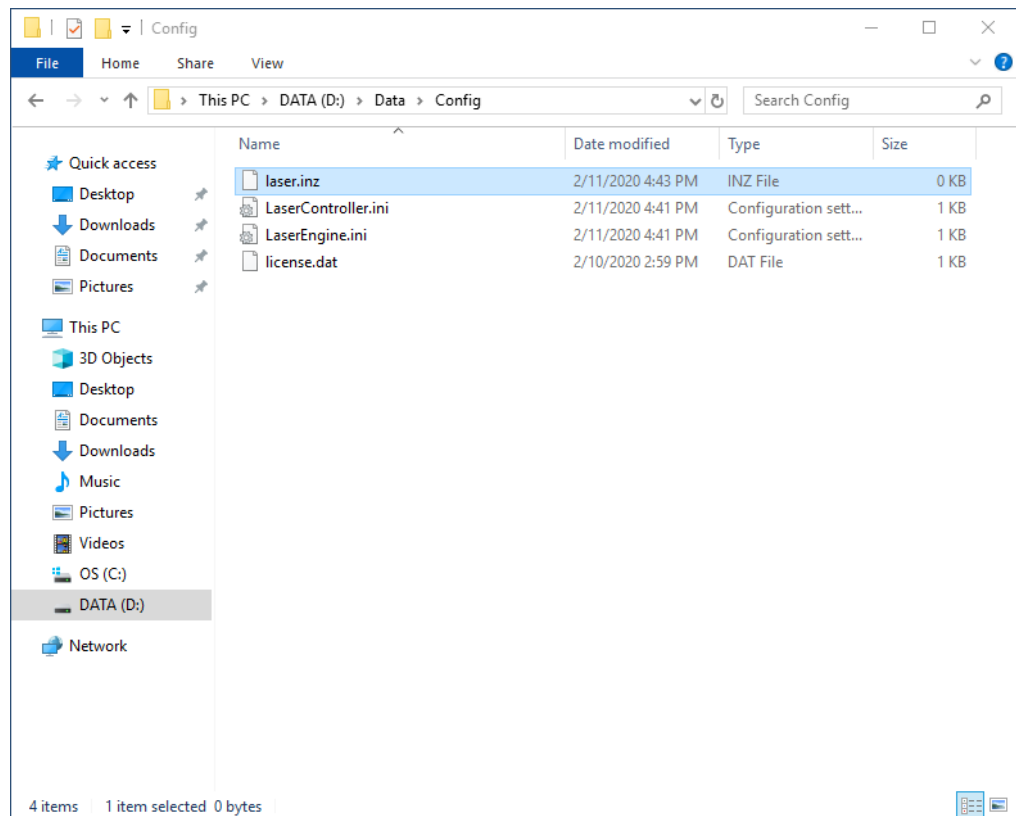 Config
File Home Share View
This PC > DATA (D:) > Data > Config
Search Config
Name Date modified Type Size
laser.inz 2/11/2020 4:43 PM INZ File 0 KB
LaserController.ini 2/11/2020 4:41 PM Configuration sett... 1 KB
LaserEngine.ini 2/11/2020 4:41 PM Configuration sett... 1 KB
license.dat 2/10/2020 2:59 PM DAT File 1 KB
Quick access
Desktop
Downloads
Documents
Pictures
This PC
3D Objects
Desktop
Documents
Downloads
Music
Pictures
Videos
OS (C:)
DATA (D:)
Network
4 items 1 item selected 0 bytes